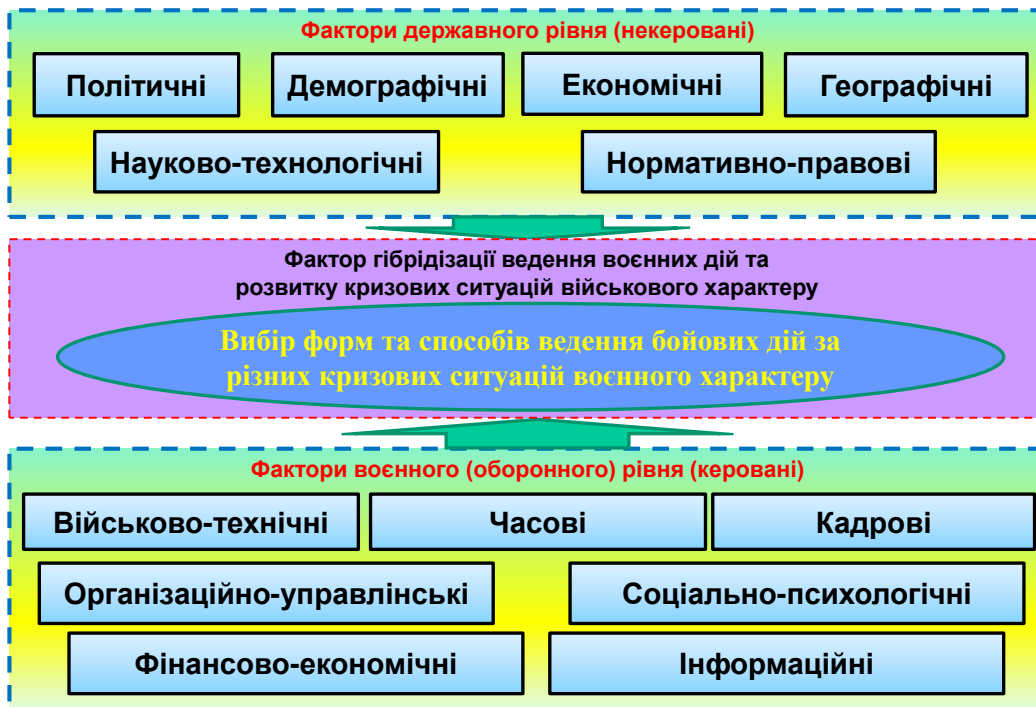 Фактори державного рівня (некеровані)
Політичні
Демографічні
Економічні
Географічні
Науково-технологічні
Нормативно-правові
Фактор гібрідізації ведення воєнних дій та
розвитку кризових ситуацій військового характеру
Вибір форм та способів ведення бойових дій за
різних кризових ситуацій воєнного характеру
Фактори воєнного (оборонного) рівня (керовані)
Військово-технічні
Часові
Кадрові
Організаційно-управлінські
Соціально-психологічні
Фінансово-економічні
Інформаційні